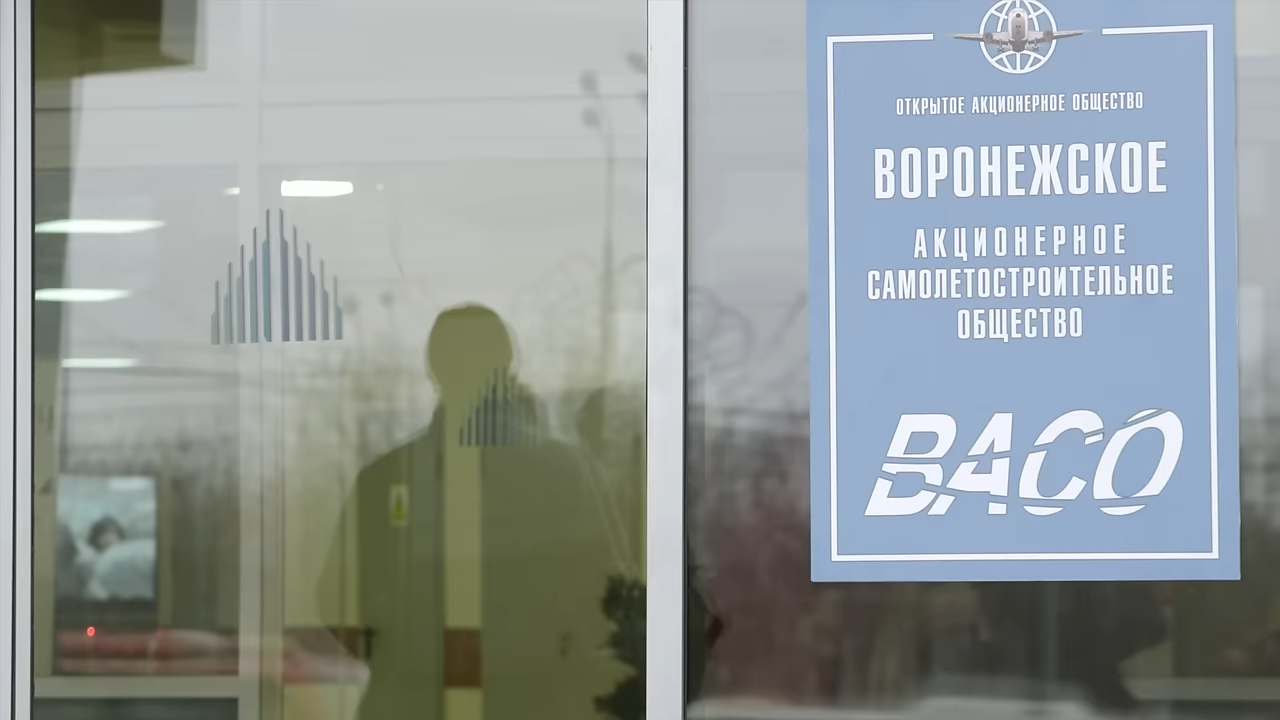 ОТКРЫТОЕ АКЦИОНЕРНОЕ ОБЩЕСТВО
ВОРОНЕЖСКОЕ
АКЦИОНЕРНОЕ
САМОЛЕТОСТРОИТЕЛЬНОЕ
ОБЩЕСТВО
ВАСО